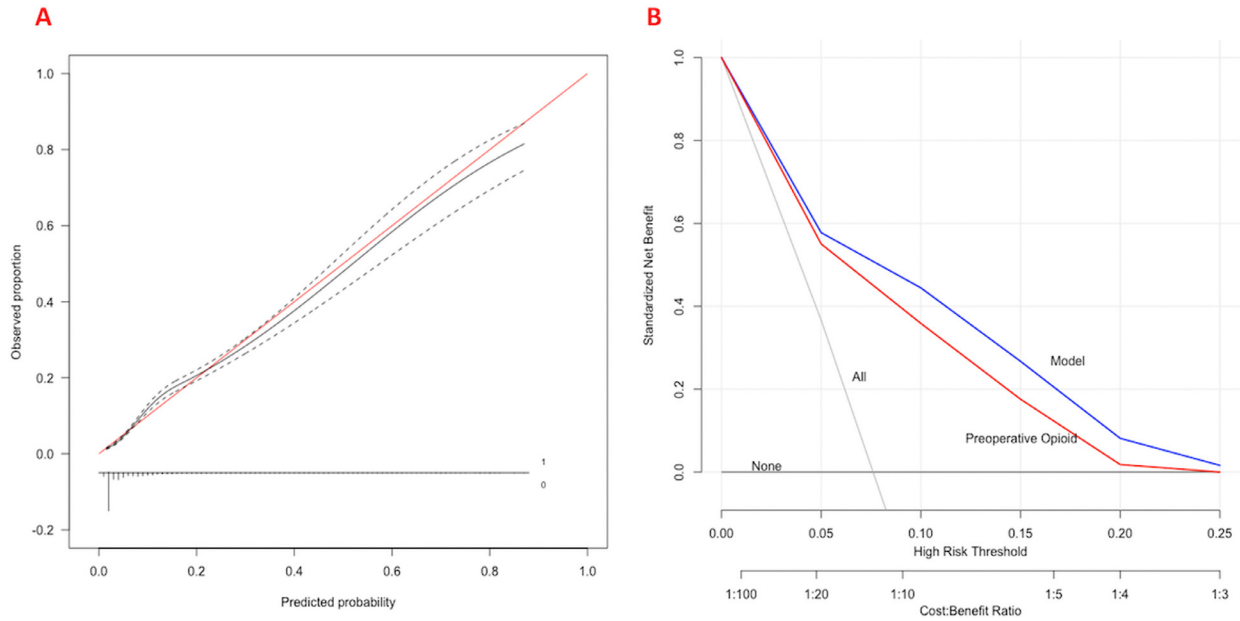 A
B
1.0
0.8
0.6
0.4
0.2
0.0
-0.2
Observed proportion
1
0
0.0 0.2 0.4 0.6 0.8 1.0
Predicted probability
1.0
0.8
0.6
0.4
0.2
0.0
Standardized Net Benefit
Model
All
Preoperative Opioid
None
0.00 0.05 0.10 0.15 0.20 0.25
High Risk Threshold
1:100 1:20 1:10 1:5 1:4 1:3
Cost:Benefit Ratio